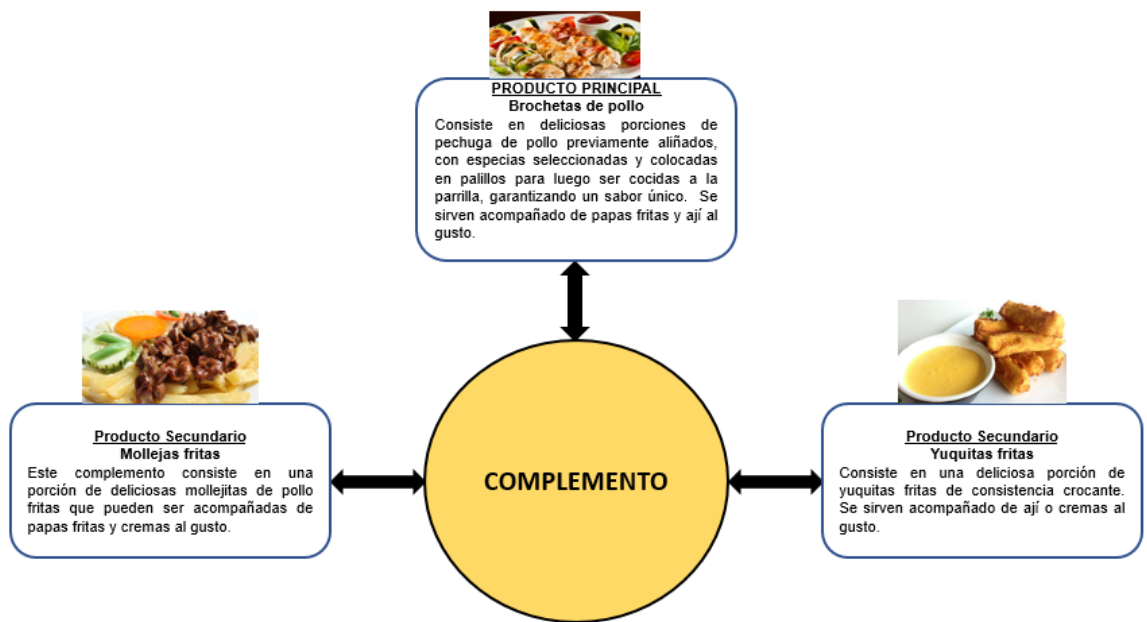 PRODUCTO PRINCIPAL
Brochetas de pollo
Consiste en deliciosas porciones de
pechuga de pollo previamente aliñados,
con especias seleccionadas y colocadas
en palillos para luego ser cocidas a la
parrilla, garantizando un sabor único. Se
sirven acompañado de papas fritas y ají al
gusto.
Producto Secundario
Mollejas fritas
Este complemento consiste en una
porción de deliciosas mollejitas de pollo
fritas que pueden ser acompañadas de
papas fritas y cremas al gusto.
COMPLEMENTO
Producto Secundario
Yuquitas fritas
Consiste en una deliciosa porción de
yuquitas fritas de consistencia crocante.
Se sirven acompañado de ají o cremas al
gusto.